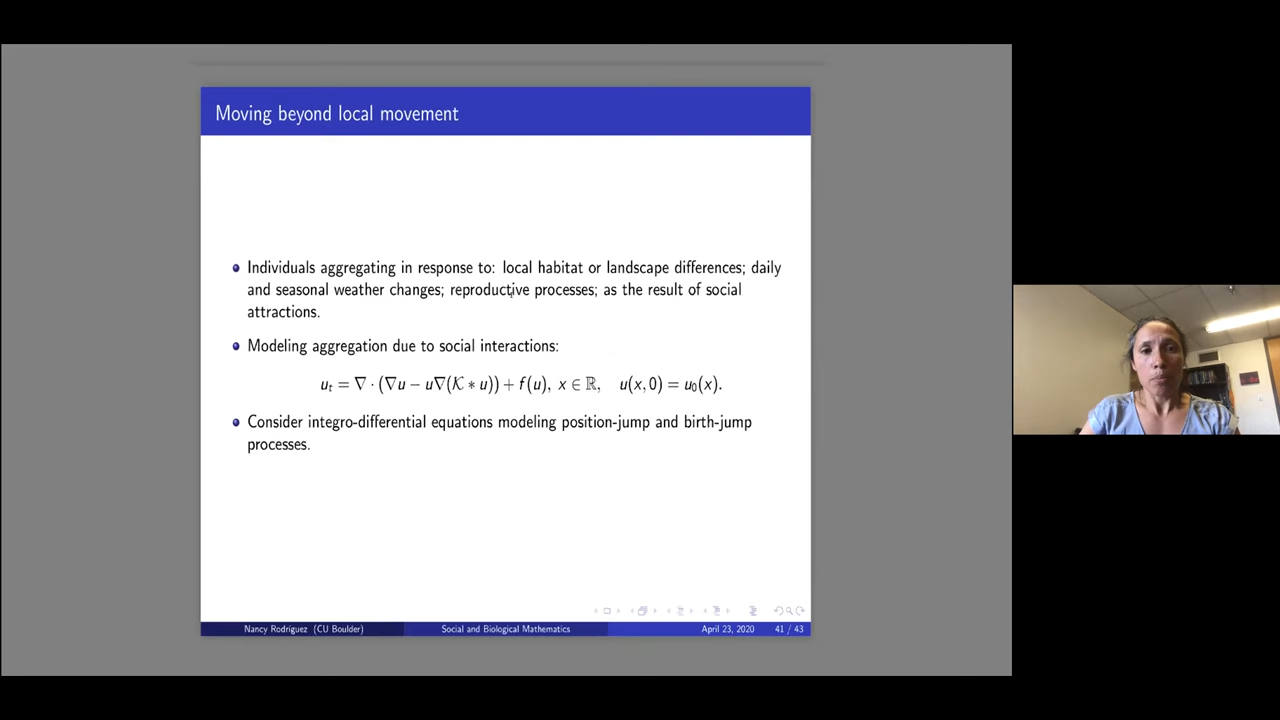 Moving beyond local movement
Individuals aggregating in response to: local habitat or landscape differences; daily
and seasonal weather changes; reproductive processes; as the result of social
attractions.
Modeling aggregation due to social interactions:
uₜ = ∇ · (∇u − u∇(𝒦 ∗ u)) + f(u), x ∈ ℝ, u(x, 0) = u₀(x).
Consider integro-differential equations modeling position-jump and birth-jump
processes.
Nancy Rodriguez (CU Boulder) Social and Biological Mathematics April 23, 2020 41 / 43